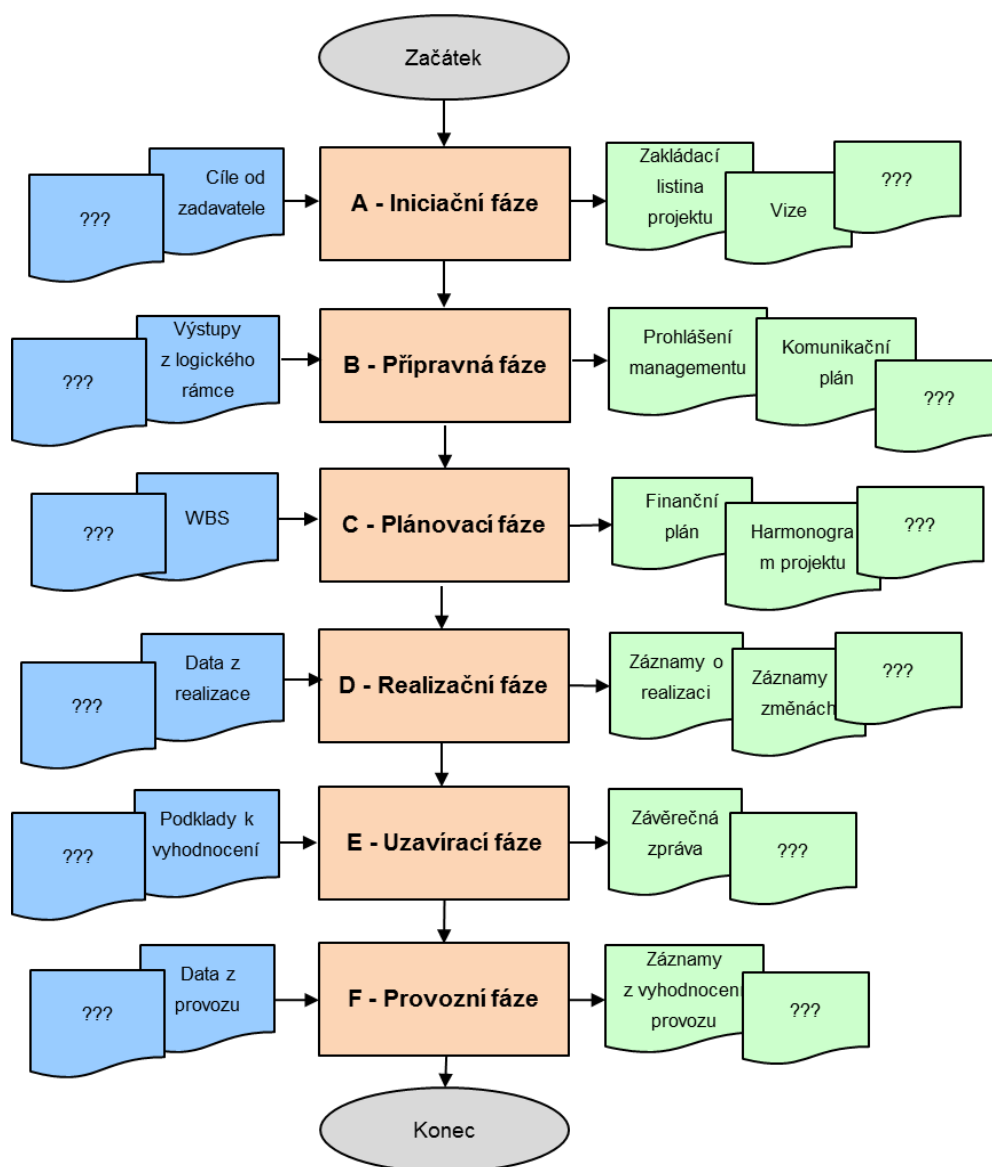 Začátek
???
Cíle od
zadavatele
A - Iniciační fáze
Zakládací
listina
projektu
Vize
???
???
Výstupy
z logického
rámce
B - Přípravná fáze
Prohlášení
managementu
Komunikační
plán
???
???
WBS
C - Plánovací fáze
Finanční
plán
Harmonogra
m projektu
???
???
Data z
realizace
D - Realizační fáze
Záznamy o
realizaci
Záznamy
změnách
???
???
Podklady k
vyhodnocení
E - Uzavírací fáze
Závěrečná
zpráva
???
???
Data z
provozu
F - Provozní fáze
Záznamy
z vyhodnocení
provozu
???
Konec